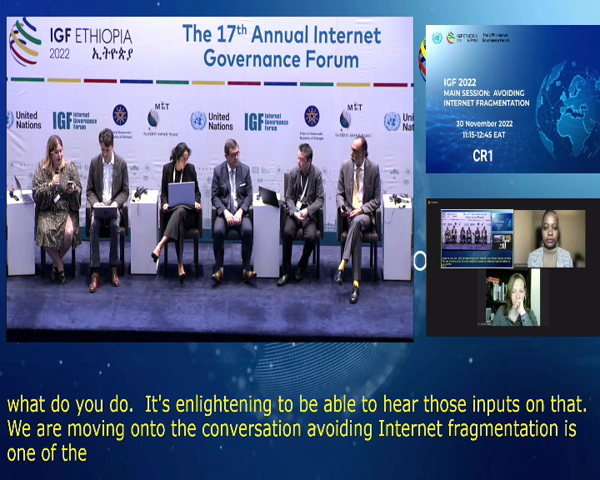 IGF ETHIOPIA
2022 ኢትዮጵያ
The 17th Annual Internet
Governance Forum
United
Nations
IGF Internet
Governance
Forum
United
Nations
IGF Internet
Governance
Forum
Unit
Nati
IGF 2022
MAIN SESSION: AVOIDING
INTERNET FRAGMENTATION
30 November 2022
11:15-12:45 EAT
CR1
what do you do. It's enlightening to be able to hear those inputs on that.
We are moving onto the conversation avoiding Internet fragmentation is
one of the